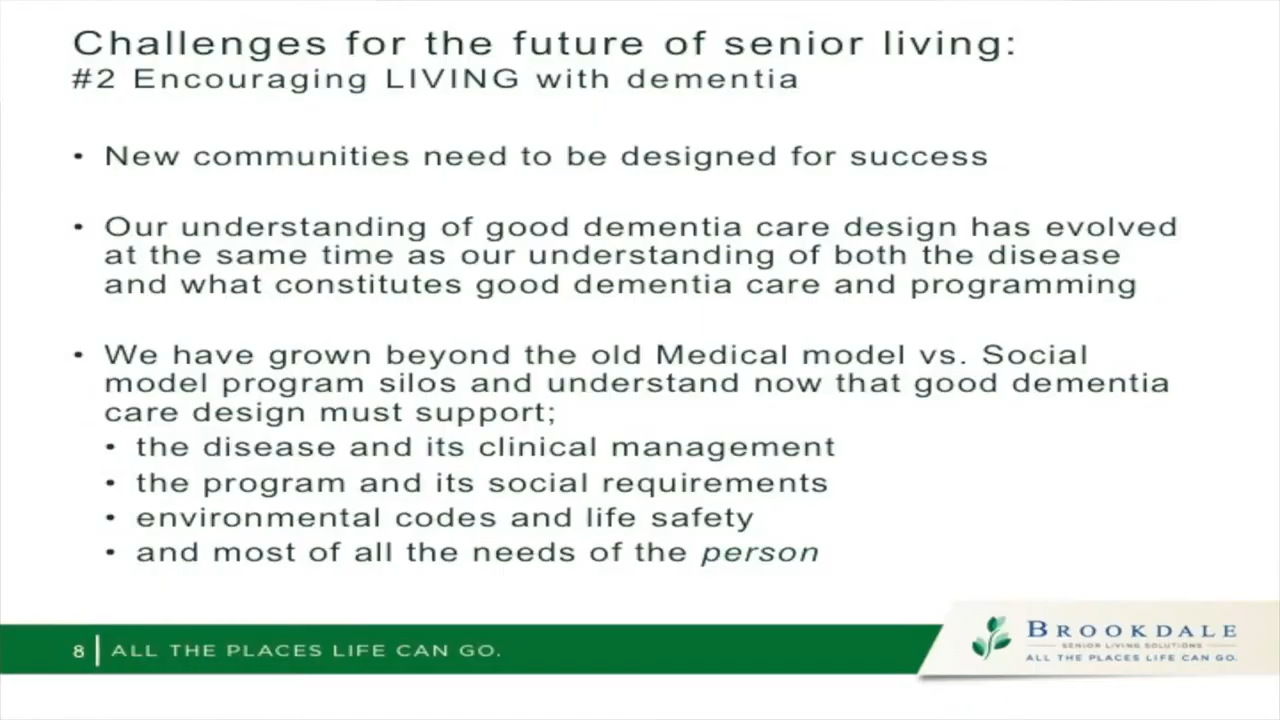 Challenges for the future of senior living:
#2 Encouraging LIVING with dementia
• New communities need to be designed for success
• Our understanding of good dementia care design has evolved
at the same time as our understanding of both the disease
and what constitutes good dementia care and programming
• We have grown beyond the old Medical model vs. Social
model program silos and understand now that good dementia
care design must support;
• the disease and its clinical management
• the program and its social requirements
• environmental codes and life safety
• and most of all the needs of the person
8 | ALL THE PLACES LIFE CAN GO.
BROOKDALE
SENIOR LIVING SOLUTIONS
ALL THE PLACES LIFE CAN GO.